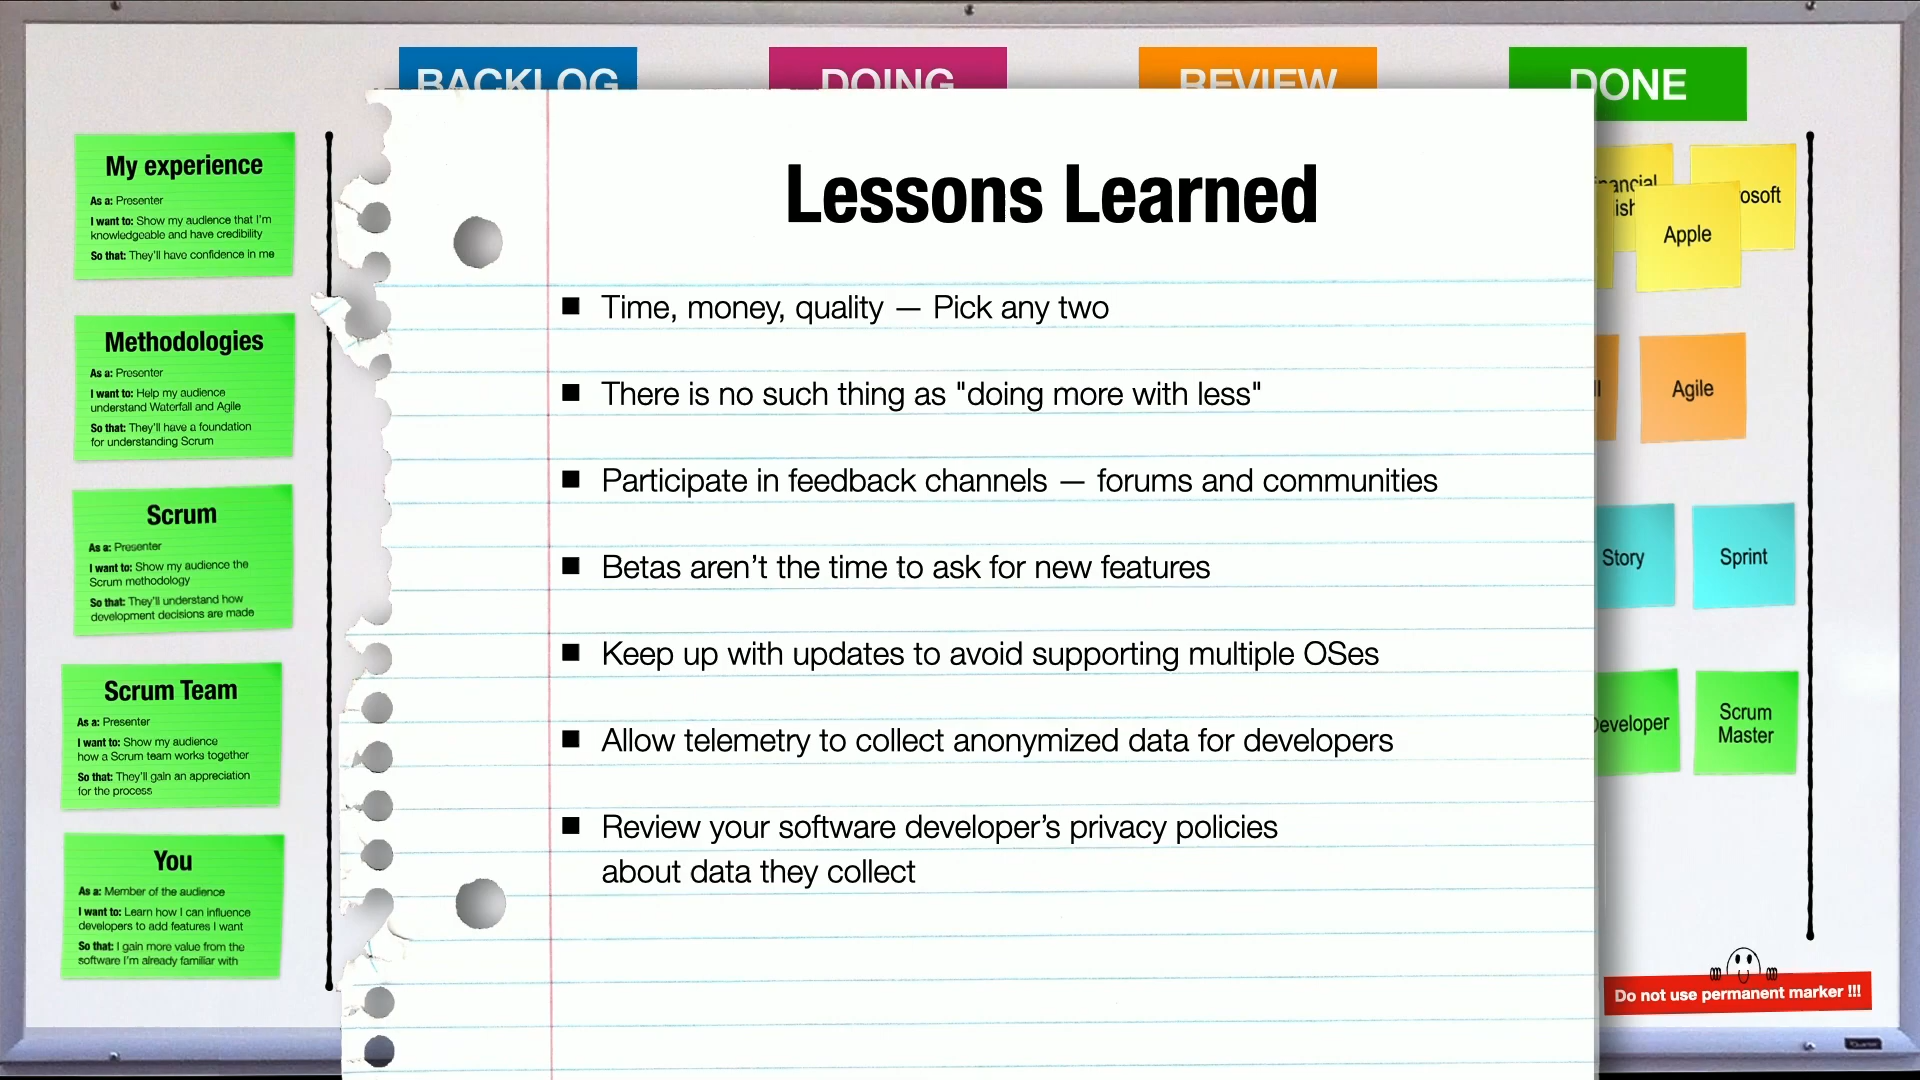 BACKLOG
DOING
REVIEW
DONE
My experience
As a: Presenter
I want to: Show my audience that I'm
knowledgeable and have credibility
So that: They'll have confidence in me
Methodologies
As a: Presenter
I want to: Help my audience
understand Waterfall and Agile
So that: They'll have a foundation
for understanding Scrum
Scrum
As a: Presenter
I want to: Show my audience the
Scrum methodology
So that: They'll understand how
development decisions are made
Scrum Team
As a: Presenter
I want to: Show my audience
how a Scrum team works together
So that: They'll gain an appreciation
for the process
You
As a: Member of the audience
I want to: Learn how I can influence
developers to add features I want
So that: I gain more value from the
software I'm already familiar with
Lessons Learned
■ Time, money, quality — Pick any two
■ There is no such thing as "doing more with less"
■ Participate in feedback channels — forums and communities
■ Betas aren’t the time to ask for new features
■ Keep up with updates to avoid supporting multiple OSes
■ Allow telemetry to collect anonymized data for developers
■ Review your software developer’s privacy policies
about data they collect
Apple
Agile
Story
Sprint
Developer
Scrum
Master
Do not use permanent marker !!!